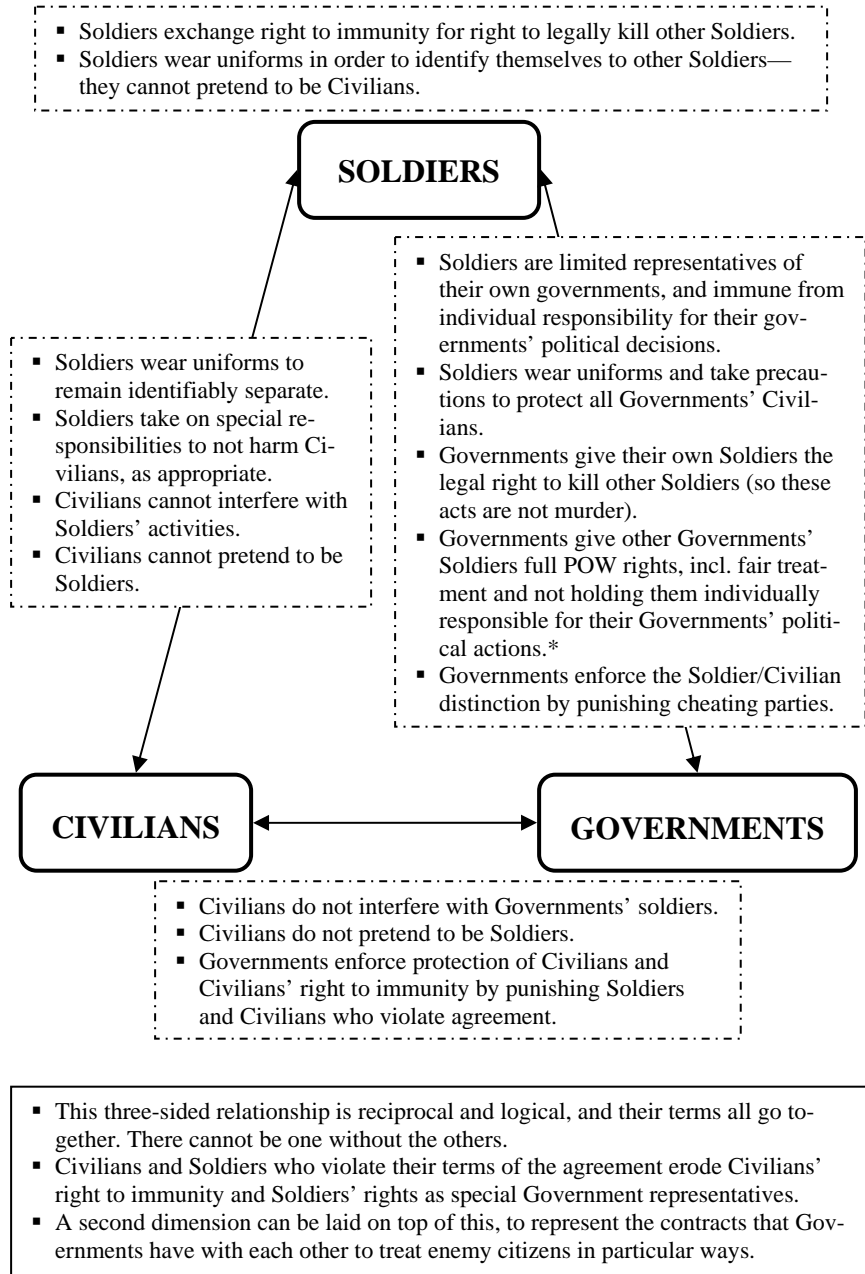 ▪ Soldiers exchange right to immunity for right to legally kill other Soldiers.
▪ Soldiers wear uniforms in order to identify themselves to other Soldiers—
they cannot pretend to be Civilians.
SOLDIERS
▪ Soldiers are limited representatives of
their own governments, and immune from
individual responsibility for their gov-
ernments’ political decisions.
▪ Soldiers wear uniforms and take precau-
tions to protect all Governments’ Civil-
ians.
▪ Governments give their own Soldiers the
legal right to kill other Soldiers (so these
acts are not murder).
▪ Governments give other Governments’
Soldiers full POW rights, incl. fair treat-
ment and not holding them individually
responsible for their Governments’ politi-
cal actions.*
▪ Governments enforce the Soldier/Civilian
distinction by punishing cheating parties.
▪ Soldiers wear uniforms to
remain identifiably separate.
▪ Soldiers take on special re-
sponsibilities to not harm Ci-
vilians, as appropriate.
▪ Civilians cannot interfere with
Soldiers’ activities.
▪ Civilians cannot pretend to be
Soldiers.
CIVILIANS
GOVERNMENTS
▪ Civilians do not interfere with Governments’ soldiers.
▪ Civilians do not pretend to be Soldiers.
▪ Governments enforce protection of Civilians and
Civilians’ right to immunity by punishing Soldiers
and Civilians who violate agreement.
▪ This three-sided relationship is reciprocal and logical, and their terms all go to-
gether. There cannot be one without the others.
▪ Civilians and Soldiers who violate their terms of the agreement erode Civilians’
right to immunity and Soldiers’ rights as special Government representatives.
▪ A second dimension can be laid on top of this, to represent the contracts that Gov-
ernments have with each other to treat enemy citizens in particular ways.